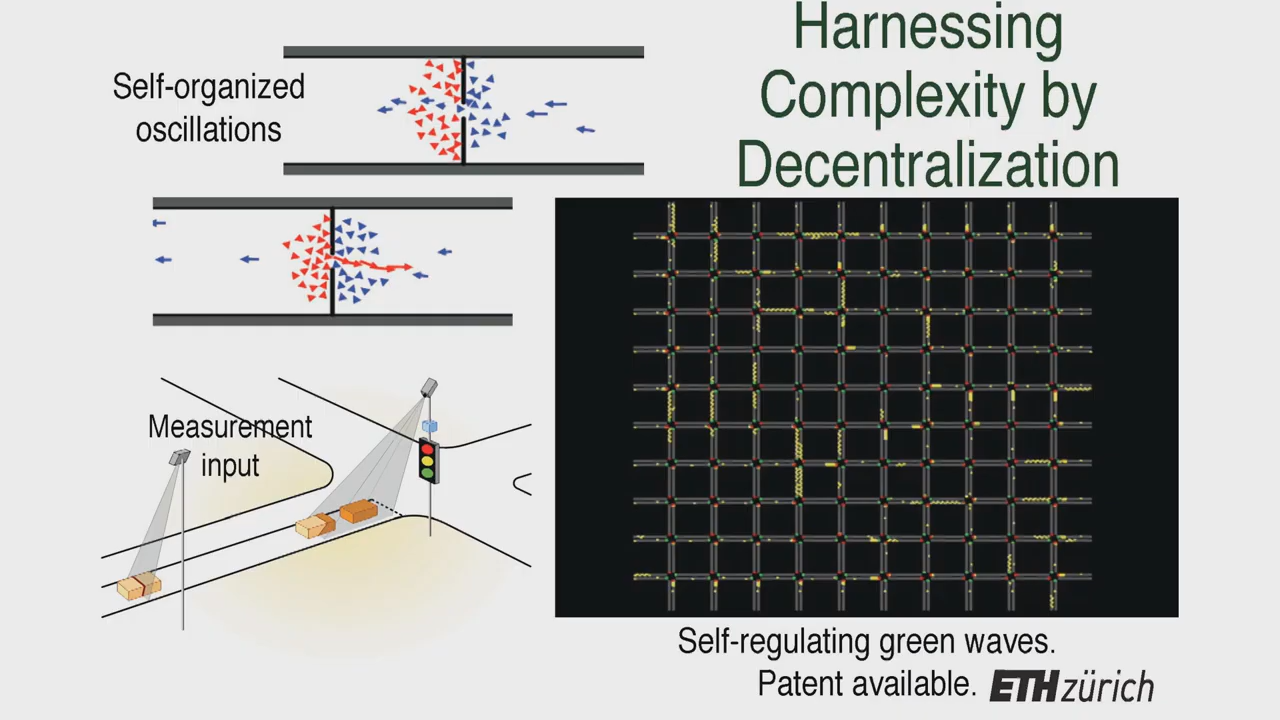 Harnessing
Complexity by
Decentralization
Self-organized
oscillations
Measurement
input
Self-regulating green waves.
Patent available.
ETH zürich